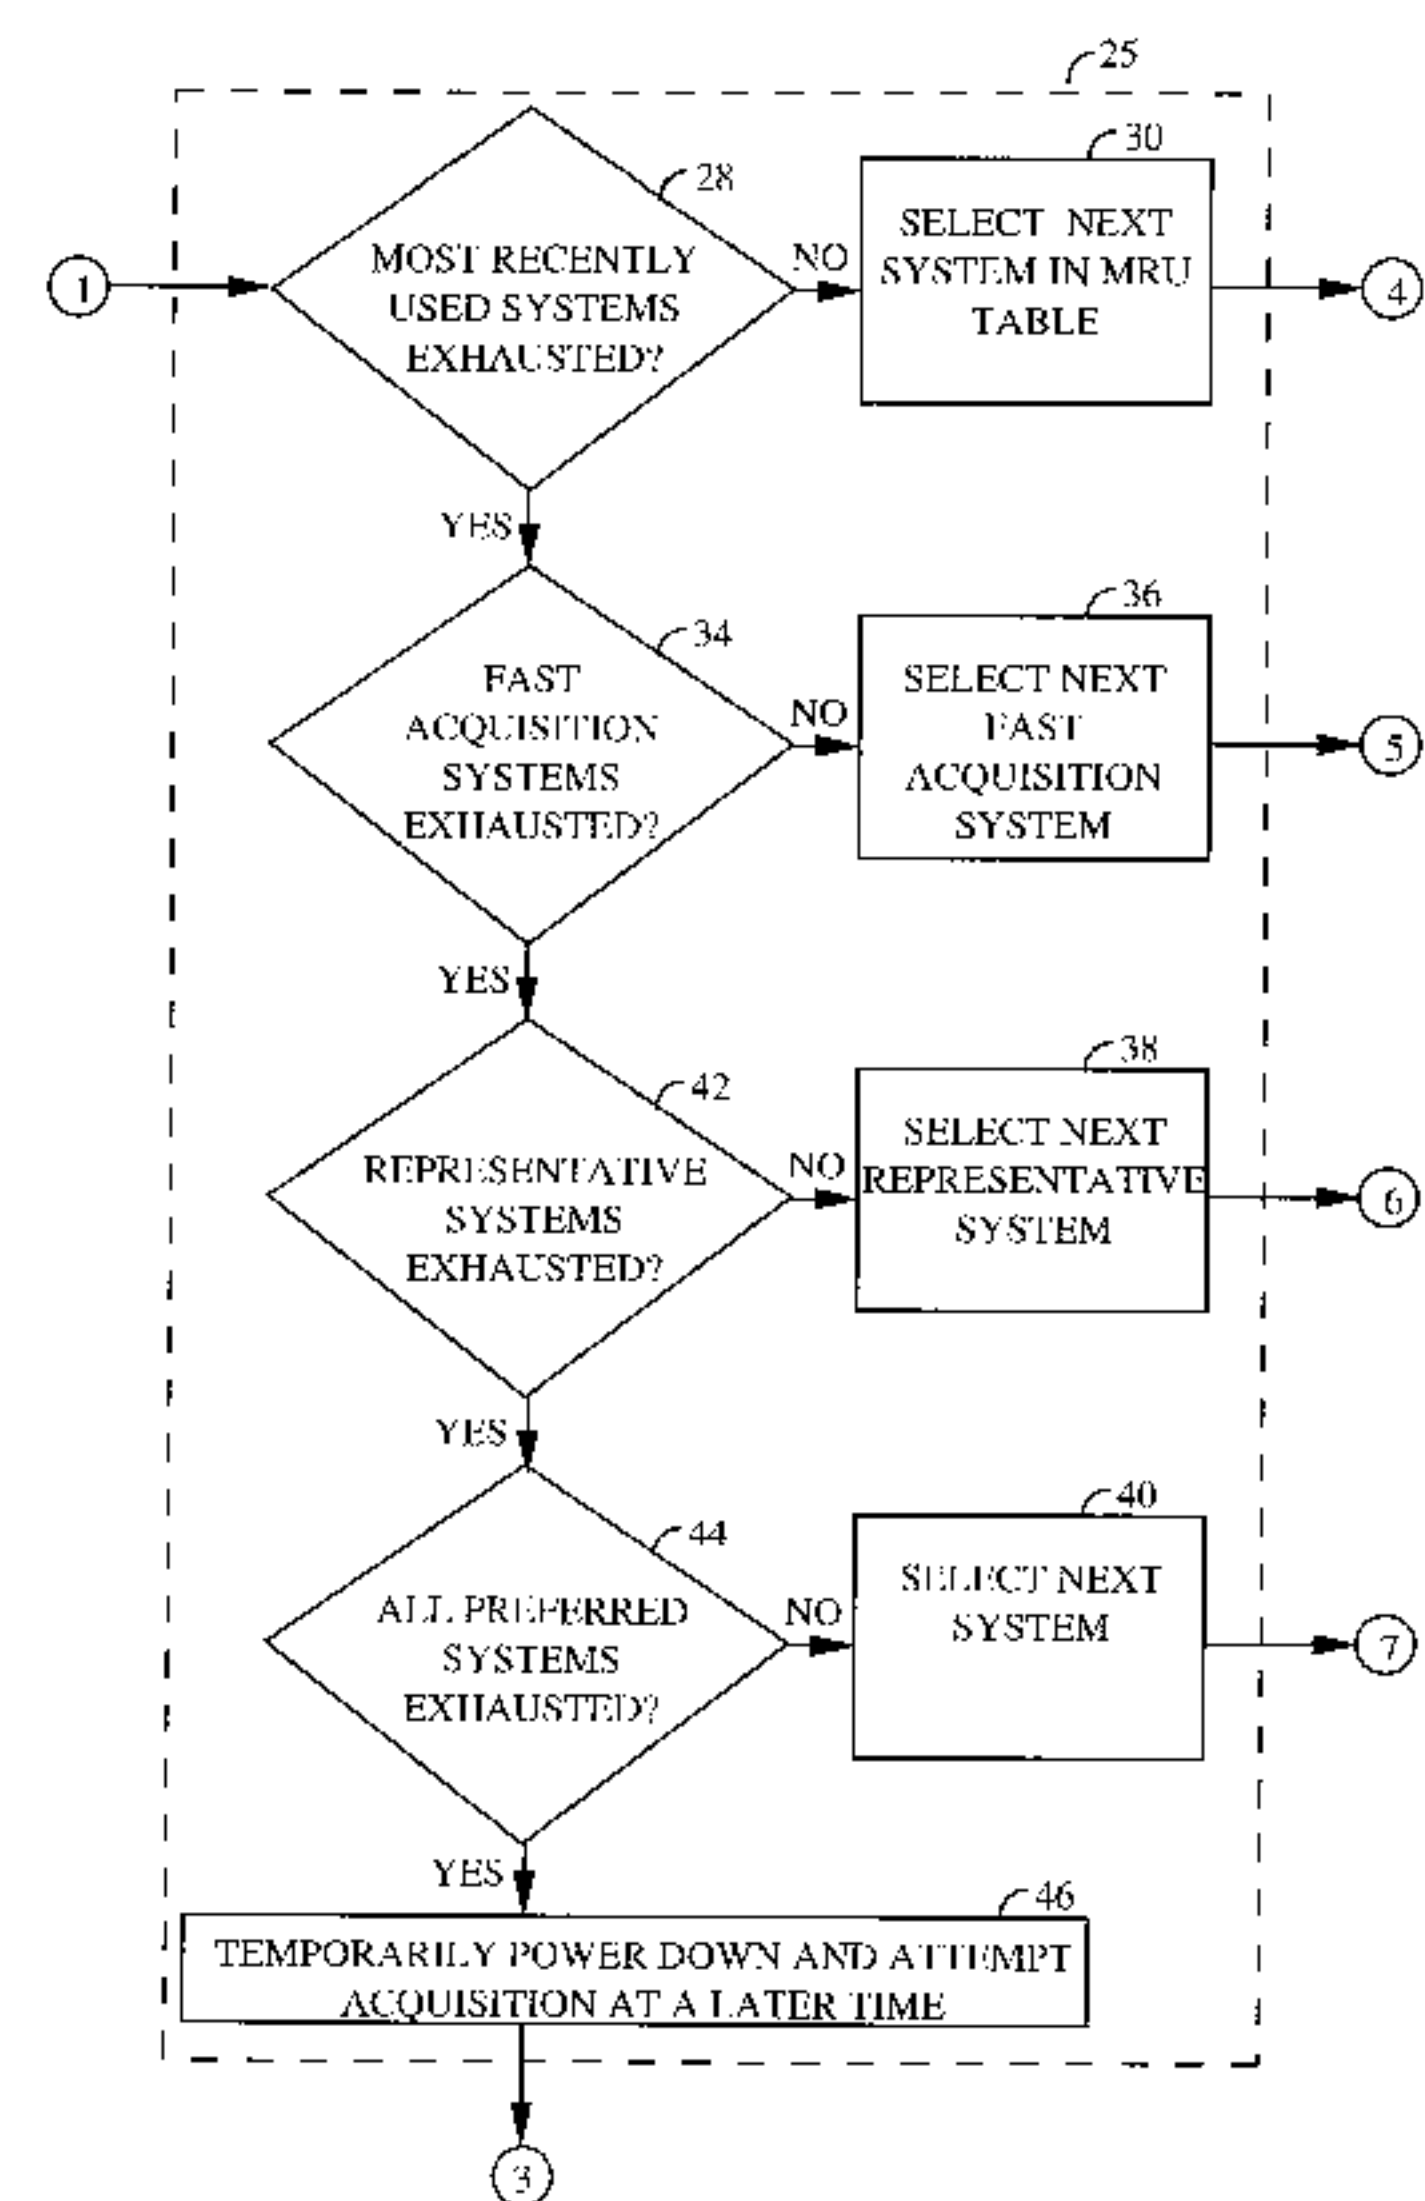 25
30
28
1
MOST RECENTLY
USED SYSTEMS
EXHAUSTED?
NO
SELECT NEXT
SYSTEM IN MRU
TABLE
4
YES
36
34
FAST
ACQUISITION
SYSTEMS
EXHAUSTED?
NO
SELECT NEXT
FAST
ACQUISITION
SYSTEM
5
YES
38
42
REPRESENTATIVE
SYSTEMS
EXHAUSTED?
NO
SELECT NEXT
REPRESENTATIVE
SYSTEM
6
YES
40
44
ALL PREFERRED
SYSTEMS
EXHAUSTED?
NO
SELECT NEXT
SYSTEM
7
YES
46
TEMPORARILY POWER DOWN AND ATTEMPT
ACQUISITION AT A LATER TIME
3